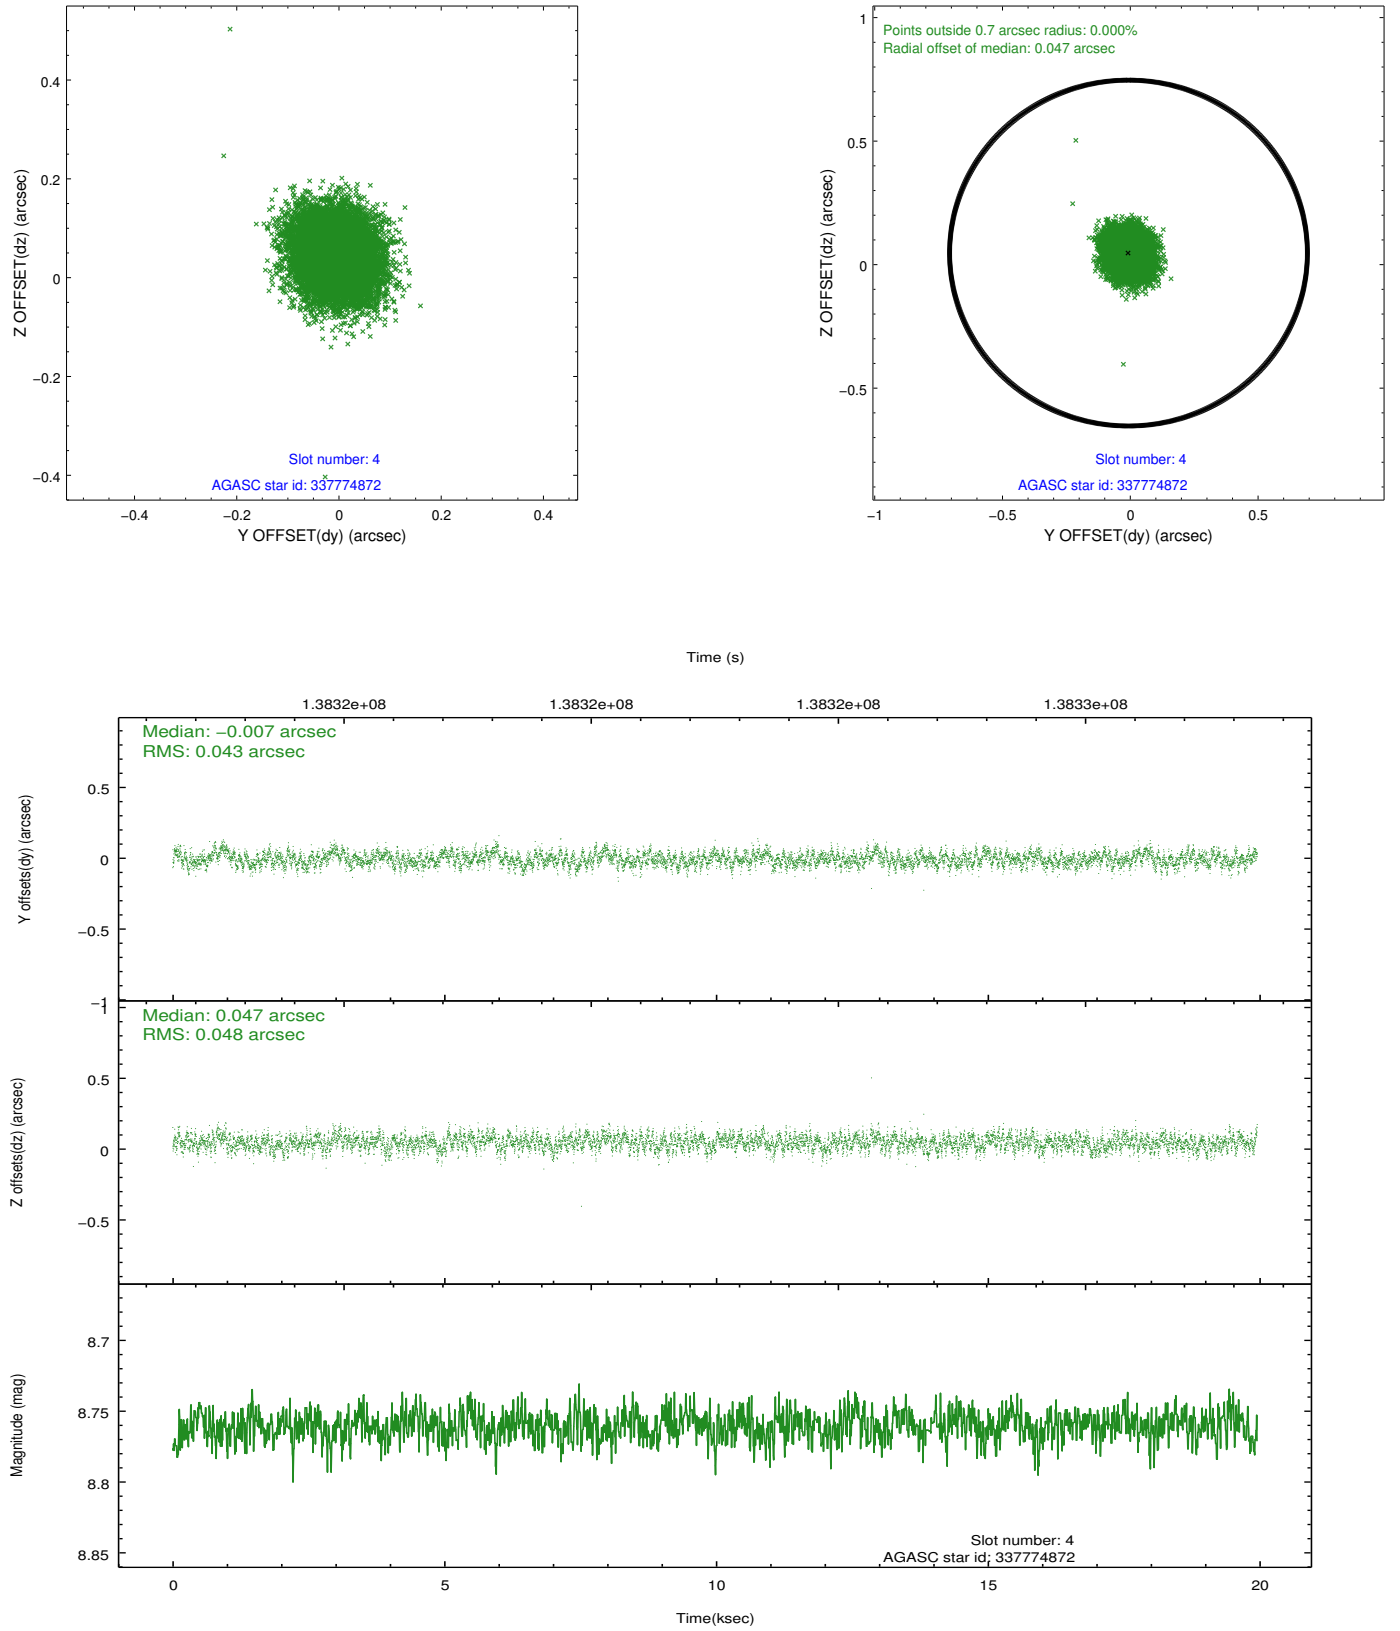 0.4
0.2
0
−0.2
−0.4
Z OFFSET(dz) (arcsec)
Slot number: 4
AGASC star id: 337774872
−0.4
−0.2
0
0.2
0.4
Y OFFSET(dy) (arcsec)
Points outside 0.7 arcsec radius: 0.000%
Radial offset of median: 0.047 arcsec
1
0.5
0
−0.5
Z OFFSET(dz) (arcsec)
Slot number: 4
AGASC star id: 337774872
−1
−0.5
0
0.5
Y OFFSET(dy) (arcsec)
Time (s)
1.3832e+08
1.3832e+08
1.3832e+08
1.3833e+08
Median: −0.007 arcsec
RMS: 0.043 arcsec
0.5
0
−0.5
−1
Y offsets(dy) (arcsec)
Median: 0.047 arcsec
RMS: 0.048 arcsec
1
0.5
0
−0.5
Z offsets(dz) (arcsec)
8.7
8.75
8.8
8.85
Magnitude (mag)
Slot number: 4
AGASC star id: 337774872
0
5
10
15
20
Time(ksec)